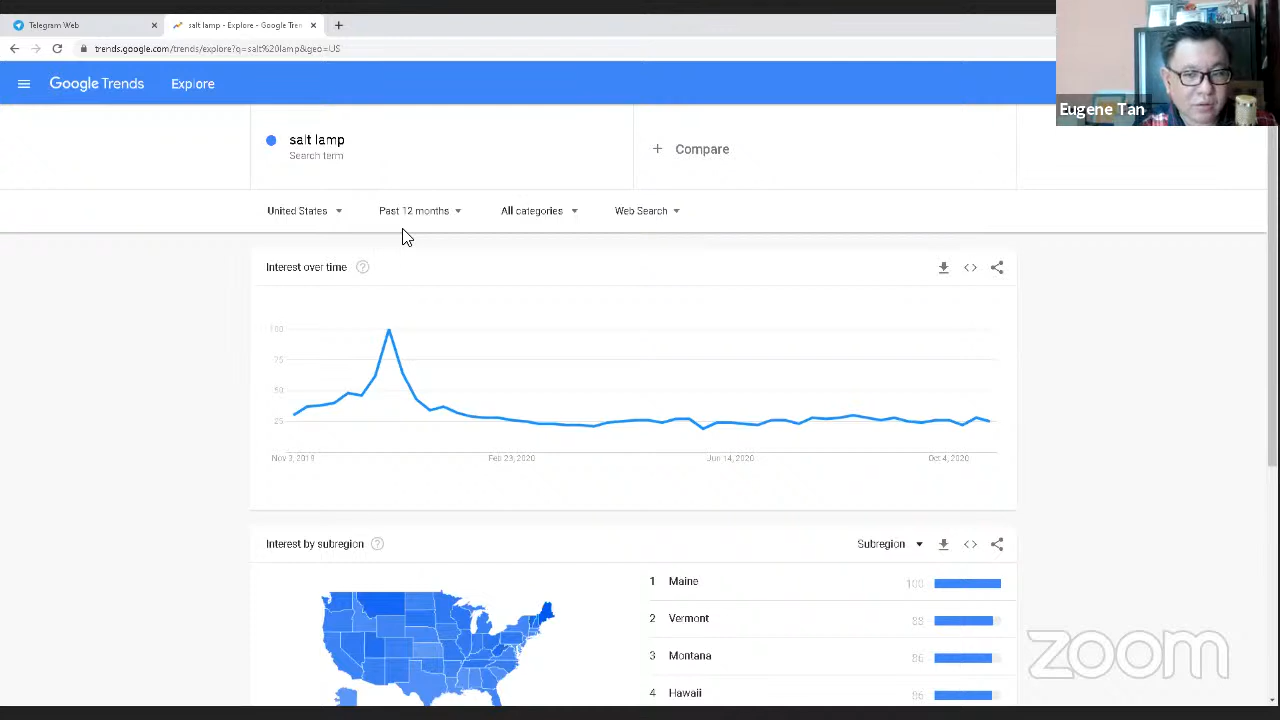 Telegram Web
salt lamp - Explore - Google Tren
trends.google.com/trends/explore?q=salt%20lamp&geo=US
Google Trends Explore
Eugene Tan
salt lamp
Search term
+ Compare
United States Past 12 months All categories Web Search
Interest over time
100
75
50
25
Nov 3, 2019 Feb 23, 2020 Jun 14, 2020 Oct 4, 2020
Interest by subregion Subregion
1 Maine 100
2 Vermont 88
3 Montana 86
4 Hawaii 86
zoom